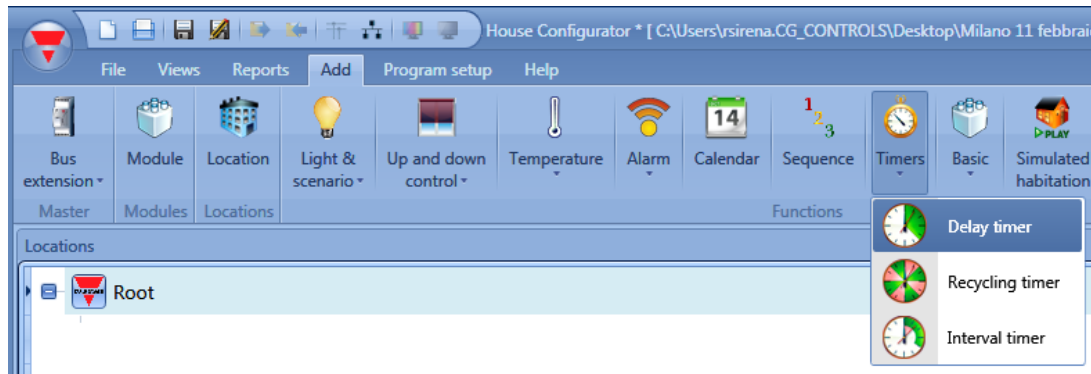 House Configurator * [ C:\Users\rsirena.CG_CONTROLS\Desktop\Milano 11 febbrai
File Views Reports Add Program setup Help
14
1
2
3
PLAY
Bus extension
Module
Location
Light & scenario
Up and down control
Temperature
Alarm
Calendar
Sequence
Timers
Basic
Simulated habitation
Master
Modules
Locations
Functions
Delay timer
Recycling timer
Interval timer
Locations
Root